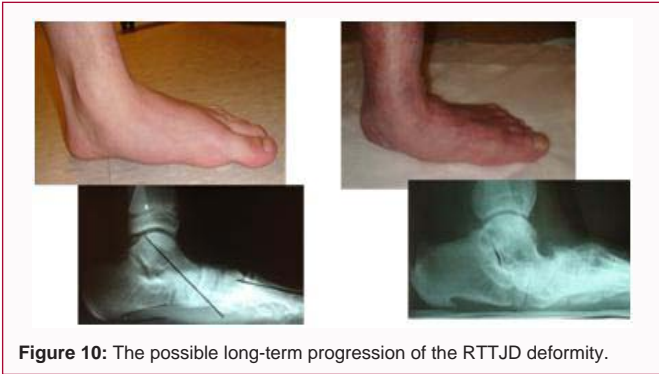 Figure 10: The possible long-term progression of the RTTJD deformity.